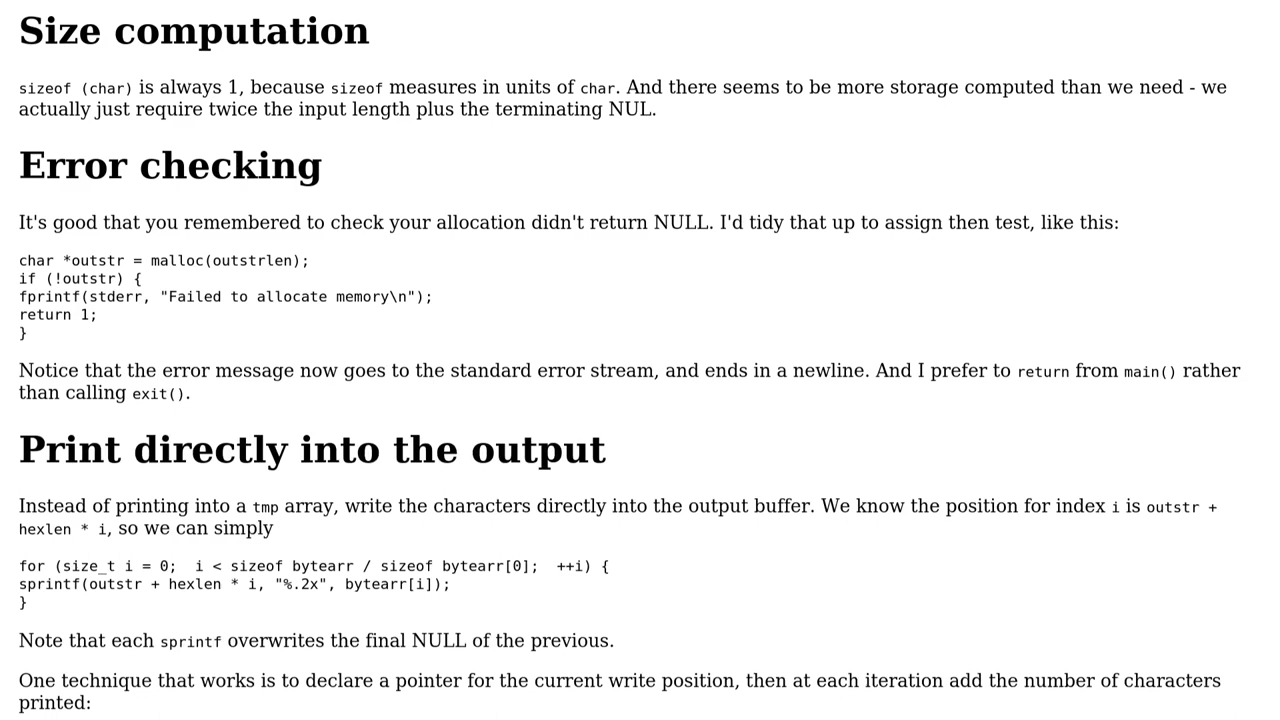 Size computation
sizeof (char) is always 1, because sizeof measures in units of char. And there seems to be more storage computed than we need - we
actually just require twice the input length plus the terminating NUL.
Error checking
It's good that you remembered to check your allocation didn't return NULL. I'd tidy that up to assign then test, like this:
char *outstr = malloc(outstrlen);
if (!outstr) {
fprintf(stderr, "Failed to allocate memory\n");
return 1;
}
Notice that the error message now goes to the standard error stream, and ends in a newline. And I prefer to return from main() rather
than calling exit().
Print directly into the output
Instead of printing into a tmp array, write the characters directly into the output buffer. We know the position for index i is outstr +
hexlen * i, so we can simply
for (size_t i = 0;  i < sizeof bytearr / sizeof bytearr[0];  ++i) {
sprintf(outstr + hexlen * i, "%.2x", bytearr[i]);
}
Note that each sprintf overwrites the final NULL of the previous.
One technique that works is to declare a pointer for the current write position, then at each iteration add the number of characters
printed: